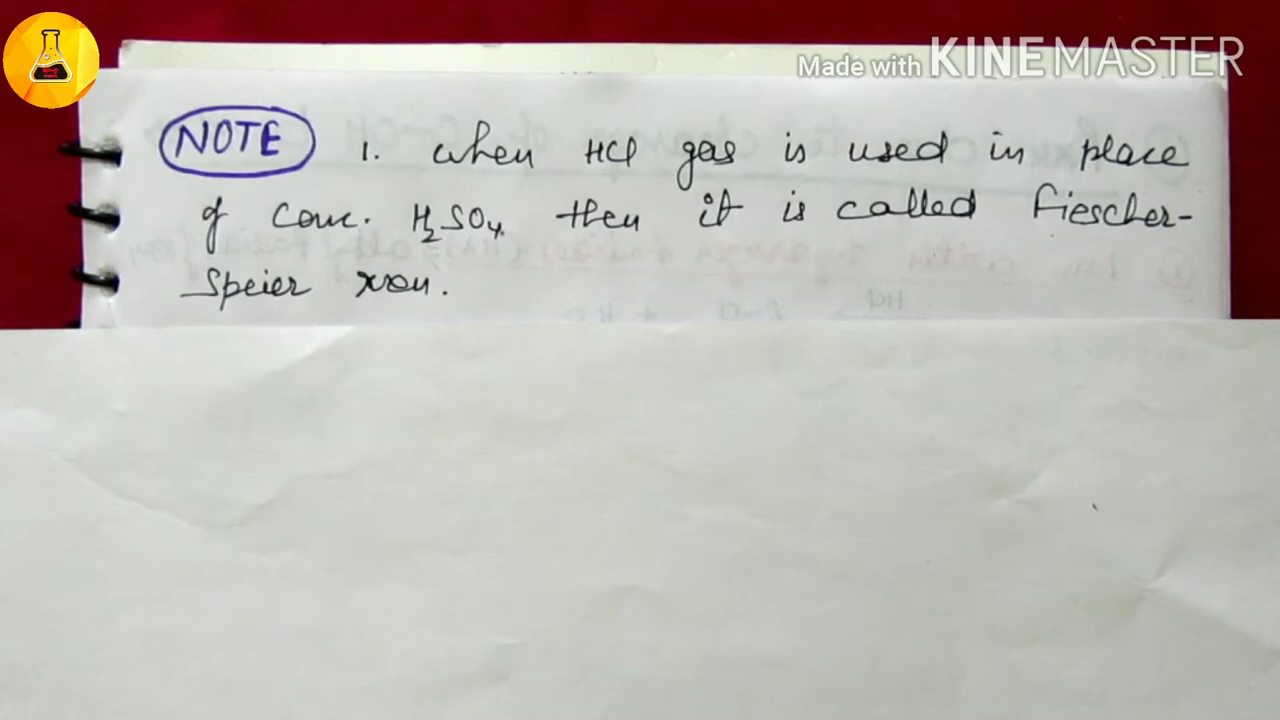 Made with KINEMASTER
NOTE 1. when HCl gas is used in place
of conc. H₂SO₄ then it is called Fiescher-
Speier rxn.